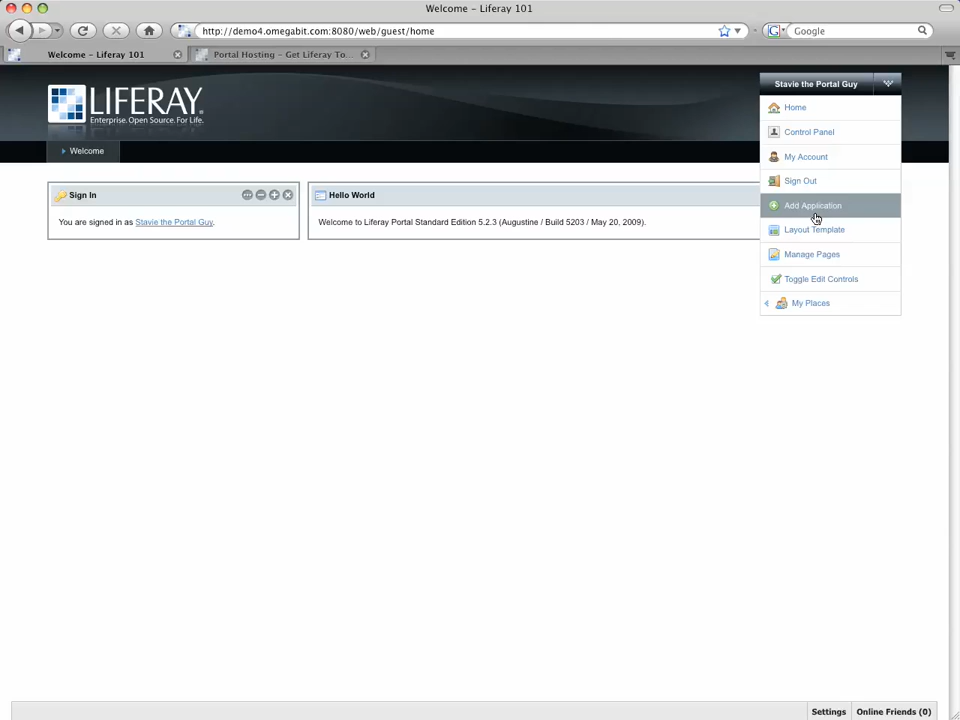 Welcome – Liferay 101
http://demo4.omegabit.com:8080/web/guest/home
Google
Welcome – Liferay 101
Portal Hosting – Get Liferay To...
LIFERAY
Enterprise. Open Source. For Life.
Stavie the Portal Guy
Home
Control Panel
My Account
Sign Out
Add Application
Layout Template
Manage Pages
Toggle Edit Controls
My Places
Welcome
Sign In
You are signed in as Stavie the Portal Guy.
Hello World
Welcome to Liferay Portal Standard Edition 5.2.3 (Augustine / Build 5203 / May 20, 2009).
Settings
Online Friends (0)